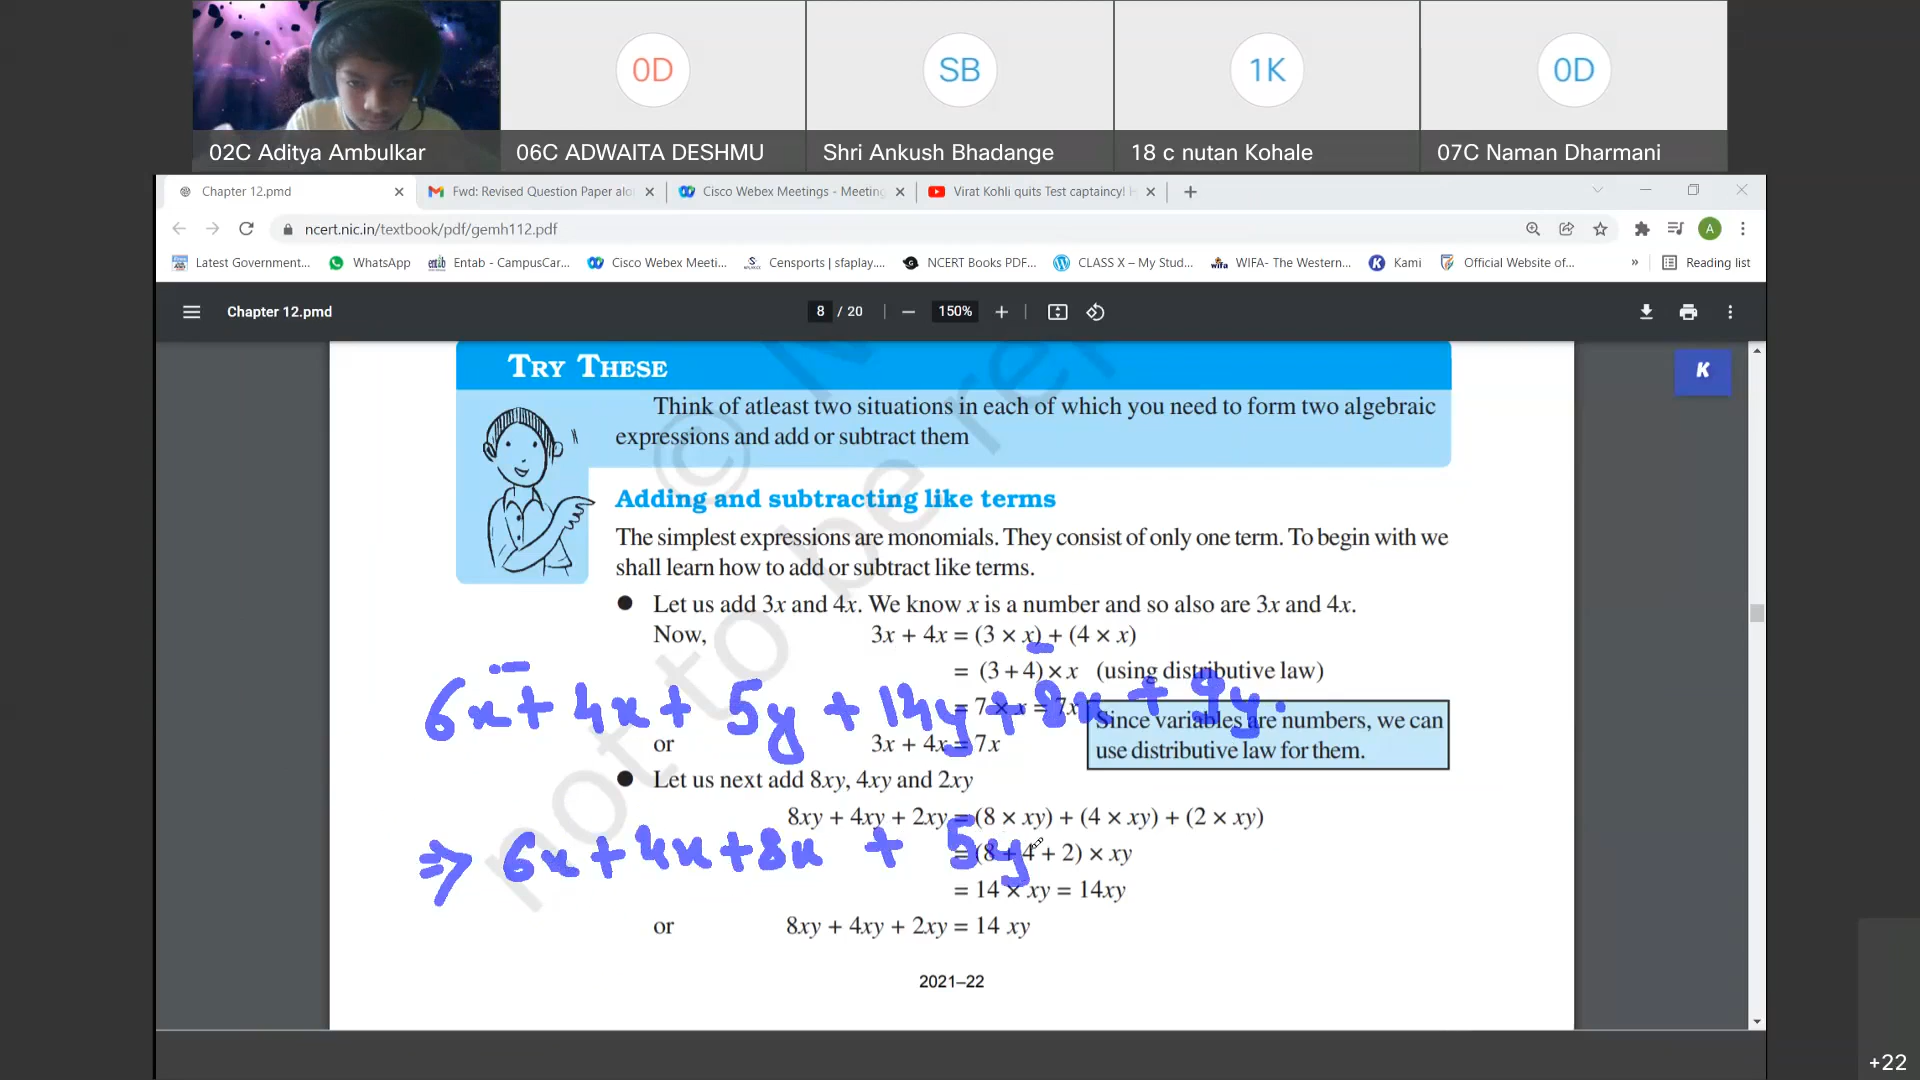 0D
SB
1K
0D
02C Aditya Ambulkar
06C ADWAITA DESHMU
Shri Ankush Bhadange
18 c nutan Kohale
07C Naman Dharmani
Chapter 12.pmd
Fwd: Revised Question Paper alo
Cisco Webex Meetings - Meeting
Virat Kohli quits Test captaincy! H
ncert.nic.in/textbook/pdf/gemh112.pdf
A
Latest Government...
WhatsApp
Entab - CampusCar...
Cisco Webex Meeti...
Censports | sfaplay....
NCERT Books PDF...
CLASS X – My Stud...
WIFA- The Western...
Kami
Official Website of...
»
Reading list
Chapter 12.pmd
8 / 20
150%
K
TRY THESE
Think of atleast two situations in each of which you need to form two algebraic
expressions and add or subtract them
Adding and subtracting like terms
The simplest expressions are monomials. They consist of only one term. To begin with we
shall learn how to add or subtract like terms.
● Let us add 3x and 4x. We know x is a number and so also are 3x and 4x.
Now, 3x + 4x = (3 × x) + (4 × x)
= (3 + 4) × x (using distributive law)
= 7 × x = 7x
6x + 4x + 5y + 14y + 8x + 9y.
Since variables are numbers, we can
use distributive law for them.
or 3x + 4x = 7x
● Let us next add 8xy, 4xy and 2xy
8xy + 4xy + 2xy = (8 × xy) + (4 × xy) + (2 × xy)
⇒ 6x + 4x + 8x + 5y
= (8 + 4 + 2) × xy
= 14 × xy = 14xy
or 8xy + 4xy + 2xy = 14 xy
2021–22
© N
not to be rep
+22